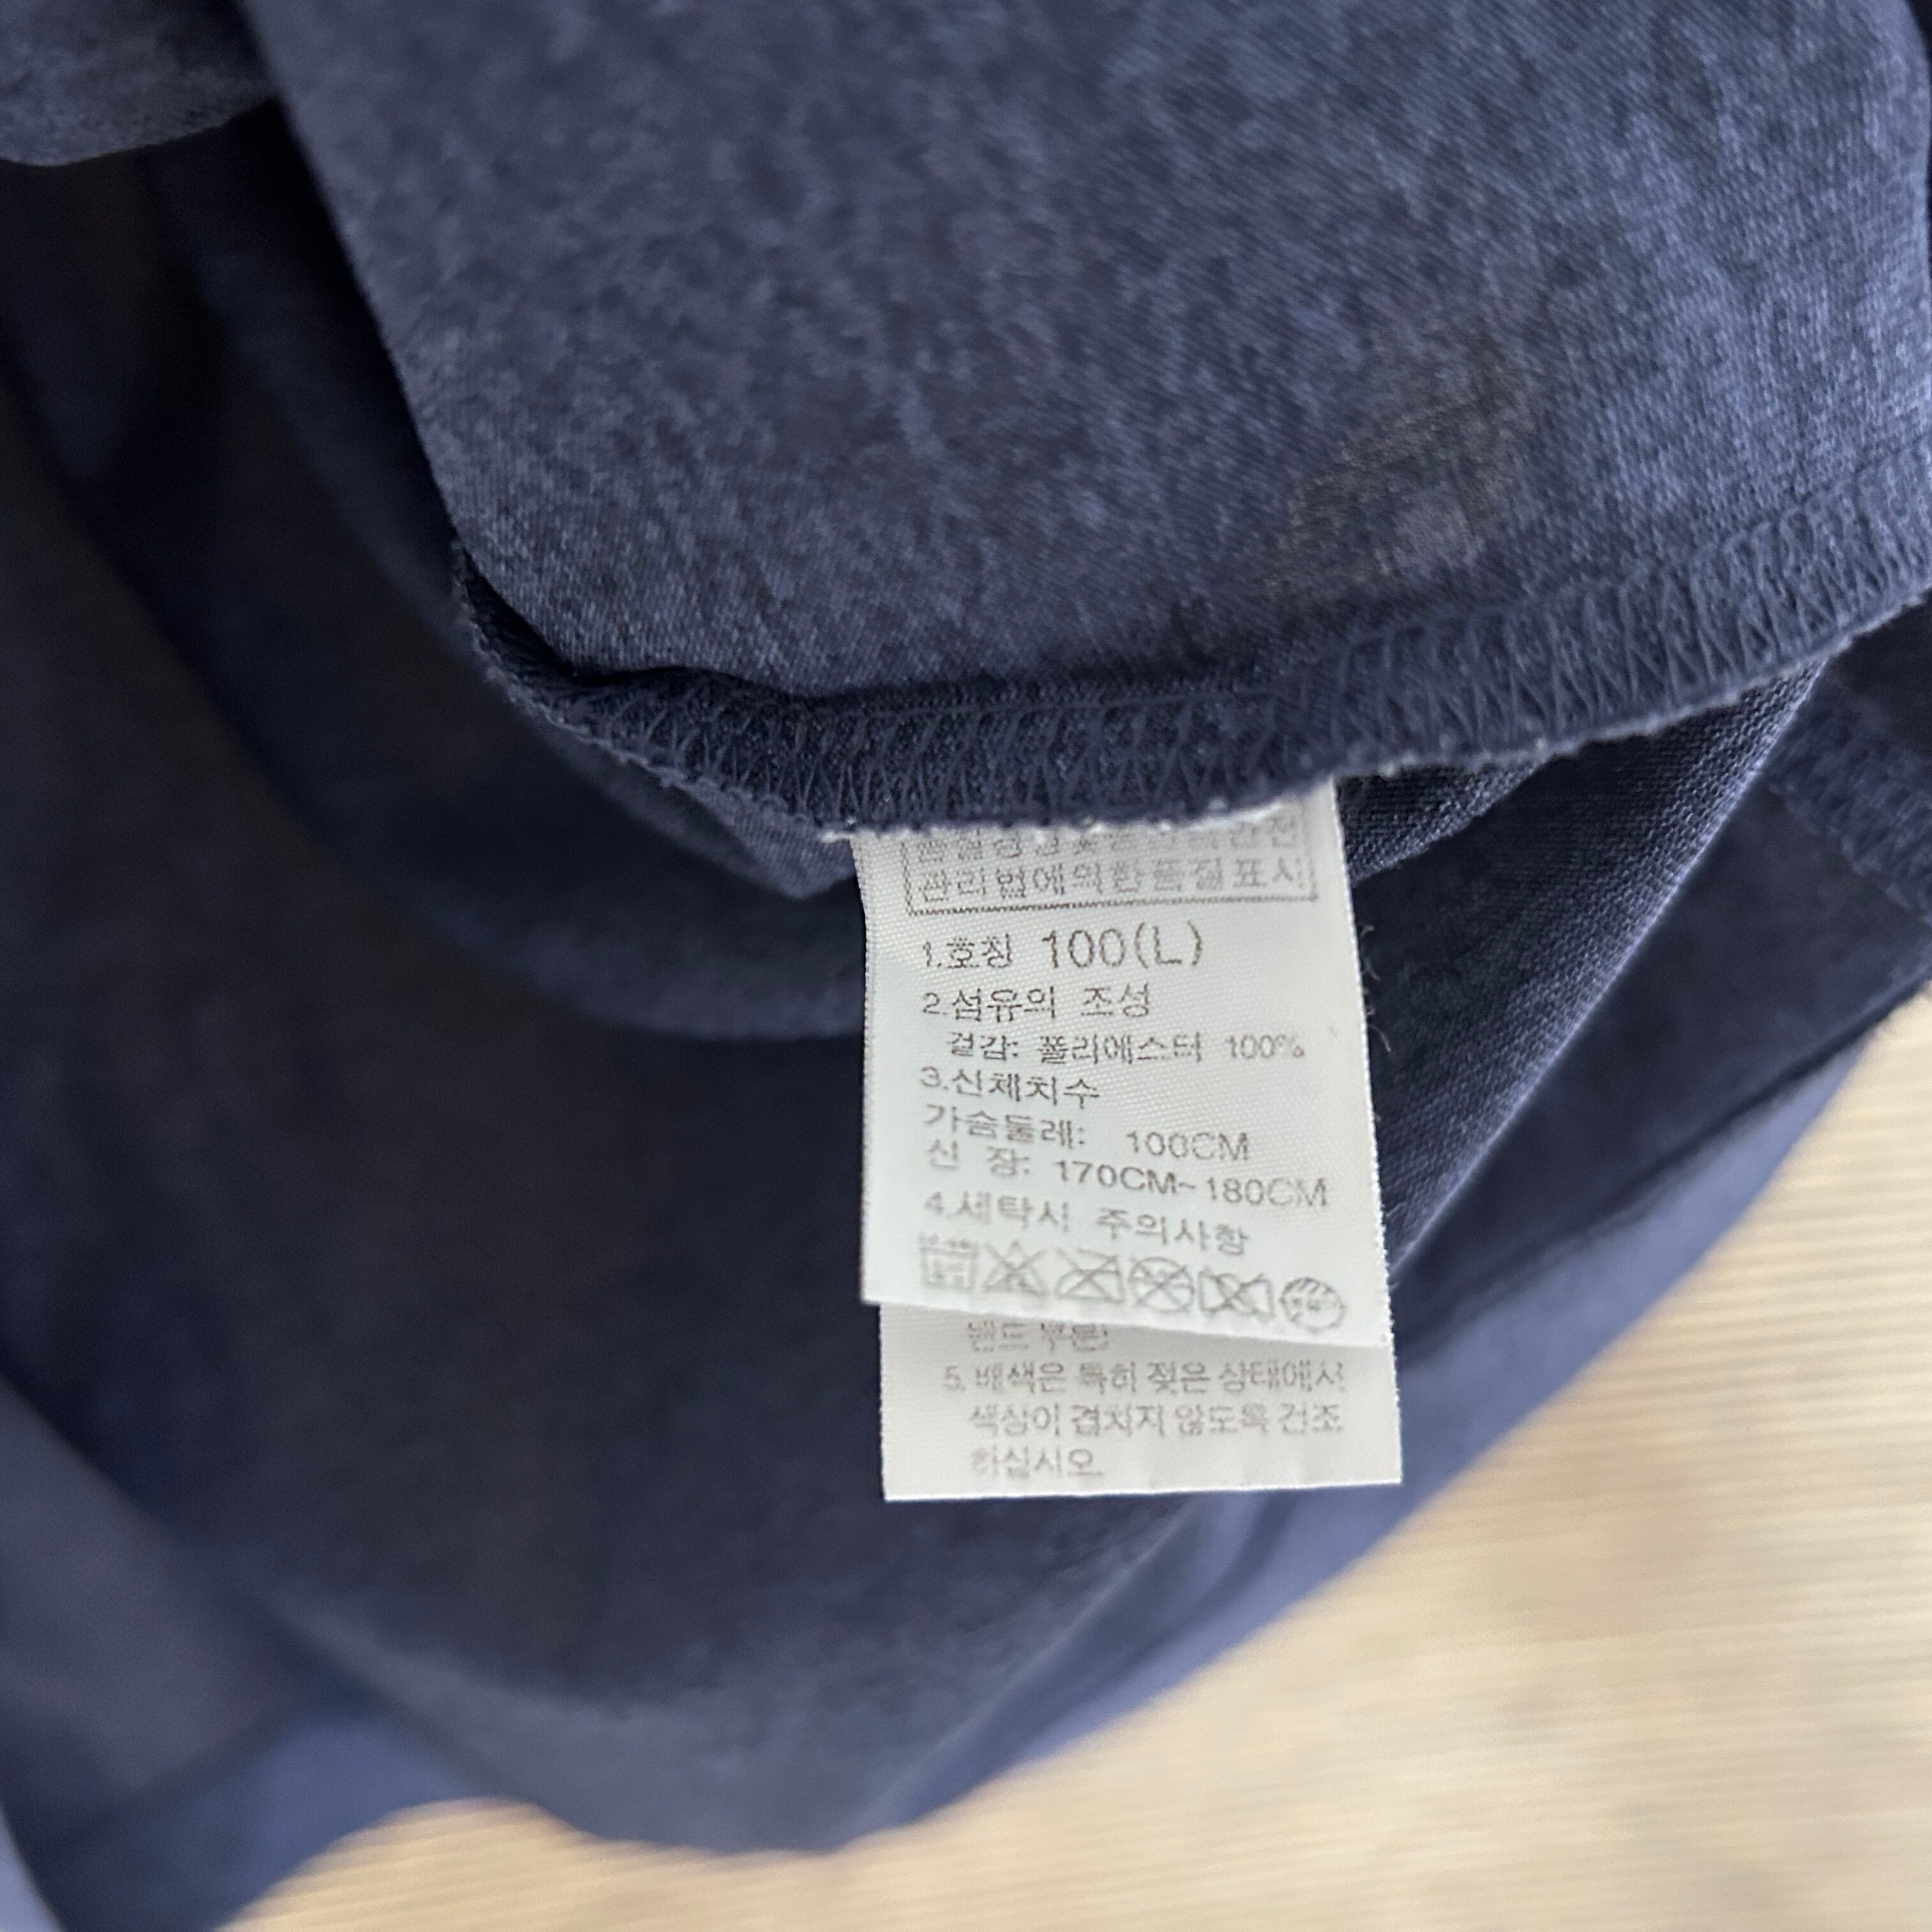 관리법에의한품질표시
1.호칭 100(L)
2.섬유의 조성
겉감: 폴리에스터 100%
3.신체치수
가슴둘레: 100CM
신 장: 170CM~180CM
4.세탁시 주의사항
밴드부분)
5. 배색은 특히 젖은 상태에서
색상이 겹치지 않도록 건조
하십시오.